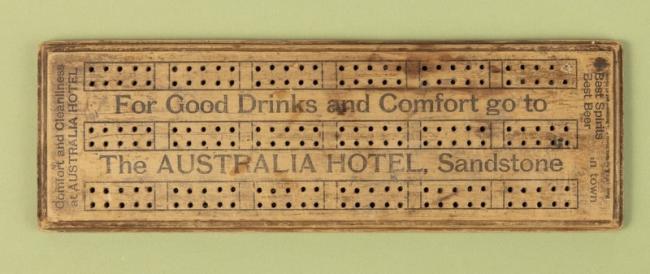 For Good Drinks and Comfort go to
The AUSTRALIA HOTEL, Sandstone
Comfort and Cleanliness
at AUSTRALIA HOTEL
Best Spirits
Best Beer
in town